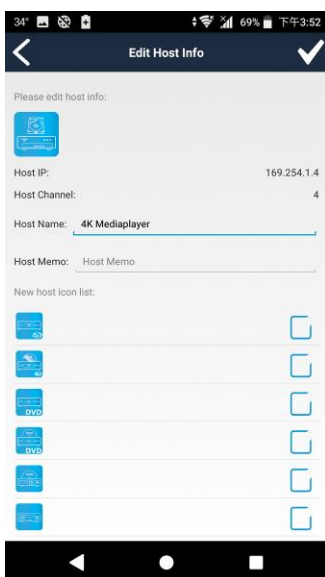 34° 69% 下午3:52
Edit Host Info
Please edit host info:
Host IP: 169.254.1.4
Host Channel: 4
Host Name: 4K Mediaplayer
Host Memo: Host Memo
New host icon list:
DVD
DVD